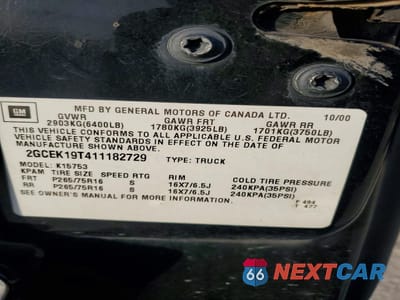 GM
MFD BY GENERAL MOTORS OF CANADA LTD. 10/00
GVWR GAWR FRT GAWR RR
2903KG(6400LB) 1780KG(3925LB) 1701KG(3750LB)
THIS VEHICLE CONFORMS TO ALL APPLICABLE U.S. FEDERAL MOTOR
VEHICLE SAFETY STANDARDS IN EFFECT ON THE DATE OF
MANUFACTURE SHOWN ABOVE.
2GCEK19T411182729 TYPE: TRUCK
MODEL: K15753
KPAM TIRE SIZE SPEED RTG RIM COLD TIRE PRESSURE
FRT P265/75R16 S 16X7/6.5J 240KPA(35PSI)
RR P265/75R16 S 16X7/6.5J 240KPA(35PSI)
SEE OWNER'S MANUAL FOR MORE INFORMATION.
F 494
T 477
66 NEXTCAR